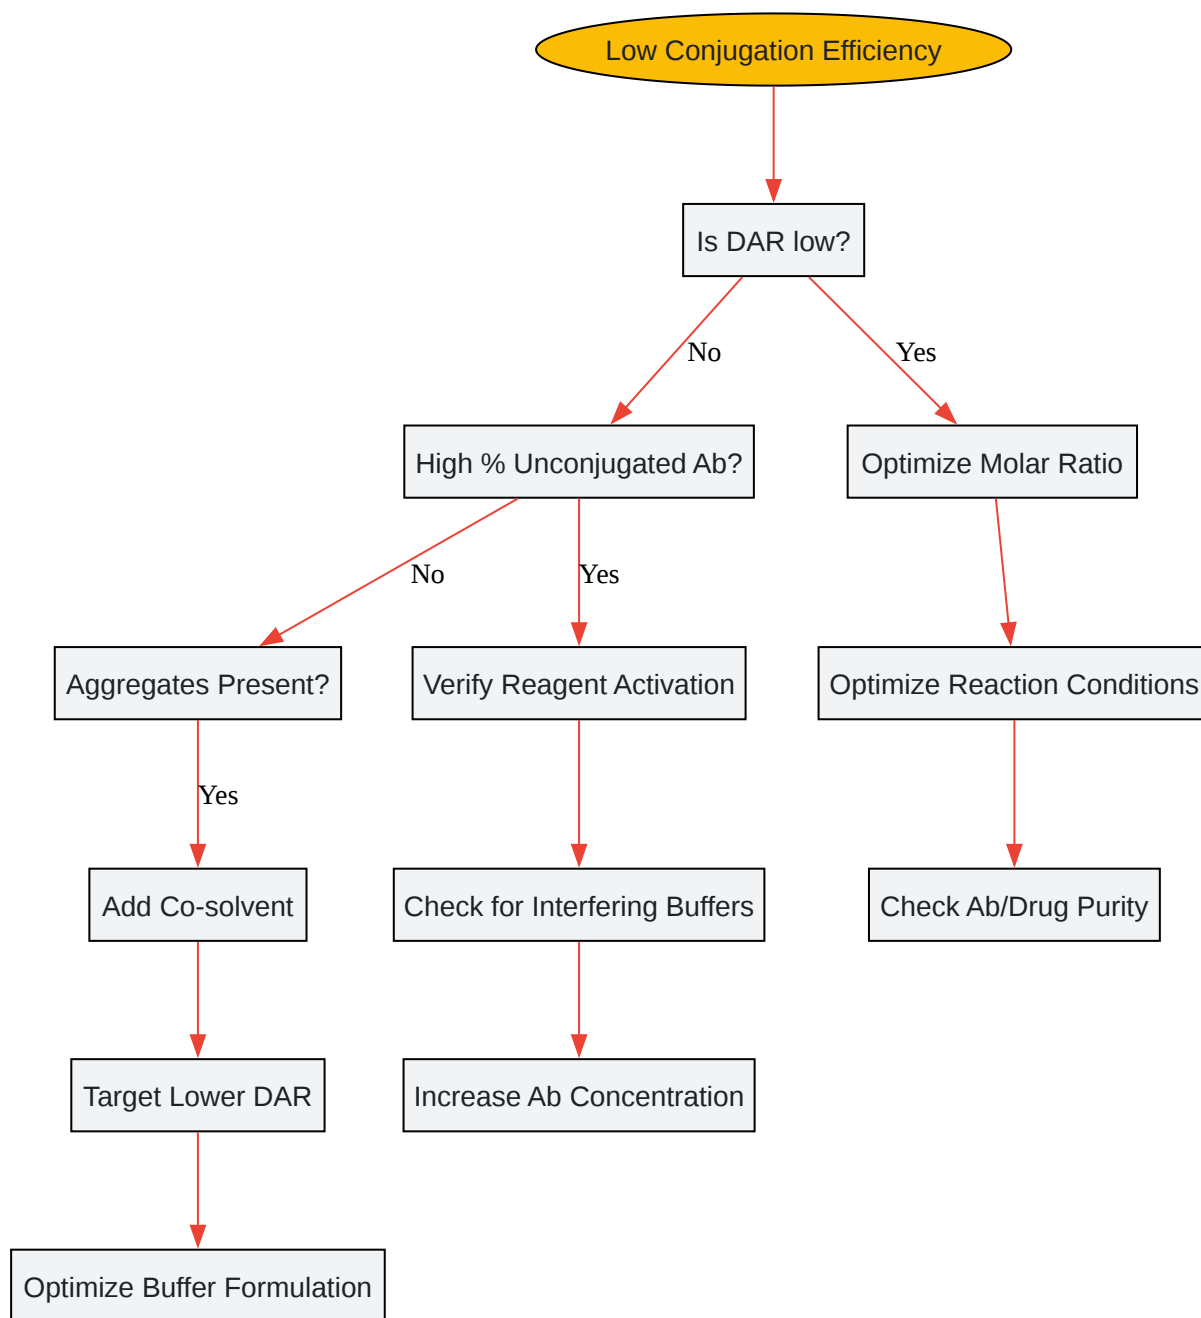 Low Conjugation Efficiency
Is DAR low?
No
Yes
High % Unconjugated Ab?
Optimize Molar Ratio
No
Yes
Aggregates Present?
Verify Reagent Activation
Optimize Reaction Conditions
Yes
Add Co-solvent
Check for Interfering Buffers
Check Ab/Drug Purity
Target Lower DAR
Increase Ab Concentration
Optimize Buffer Formulation